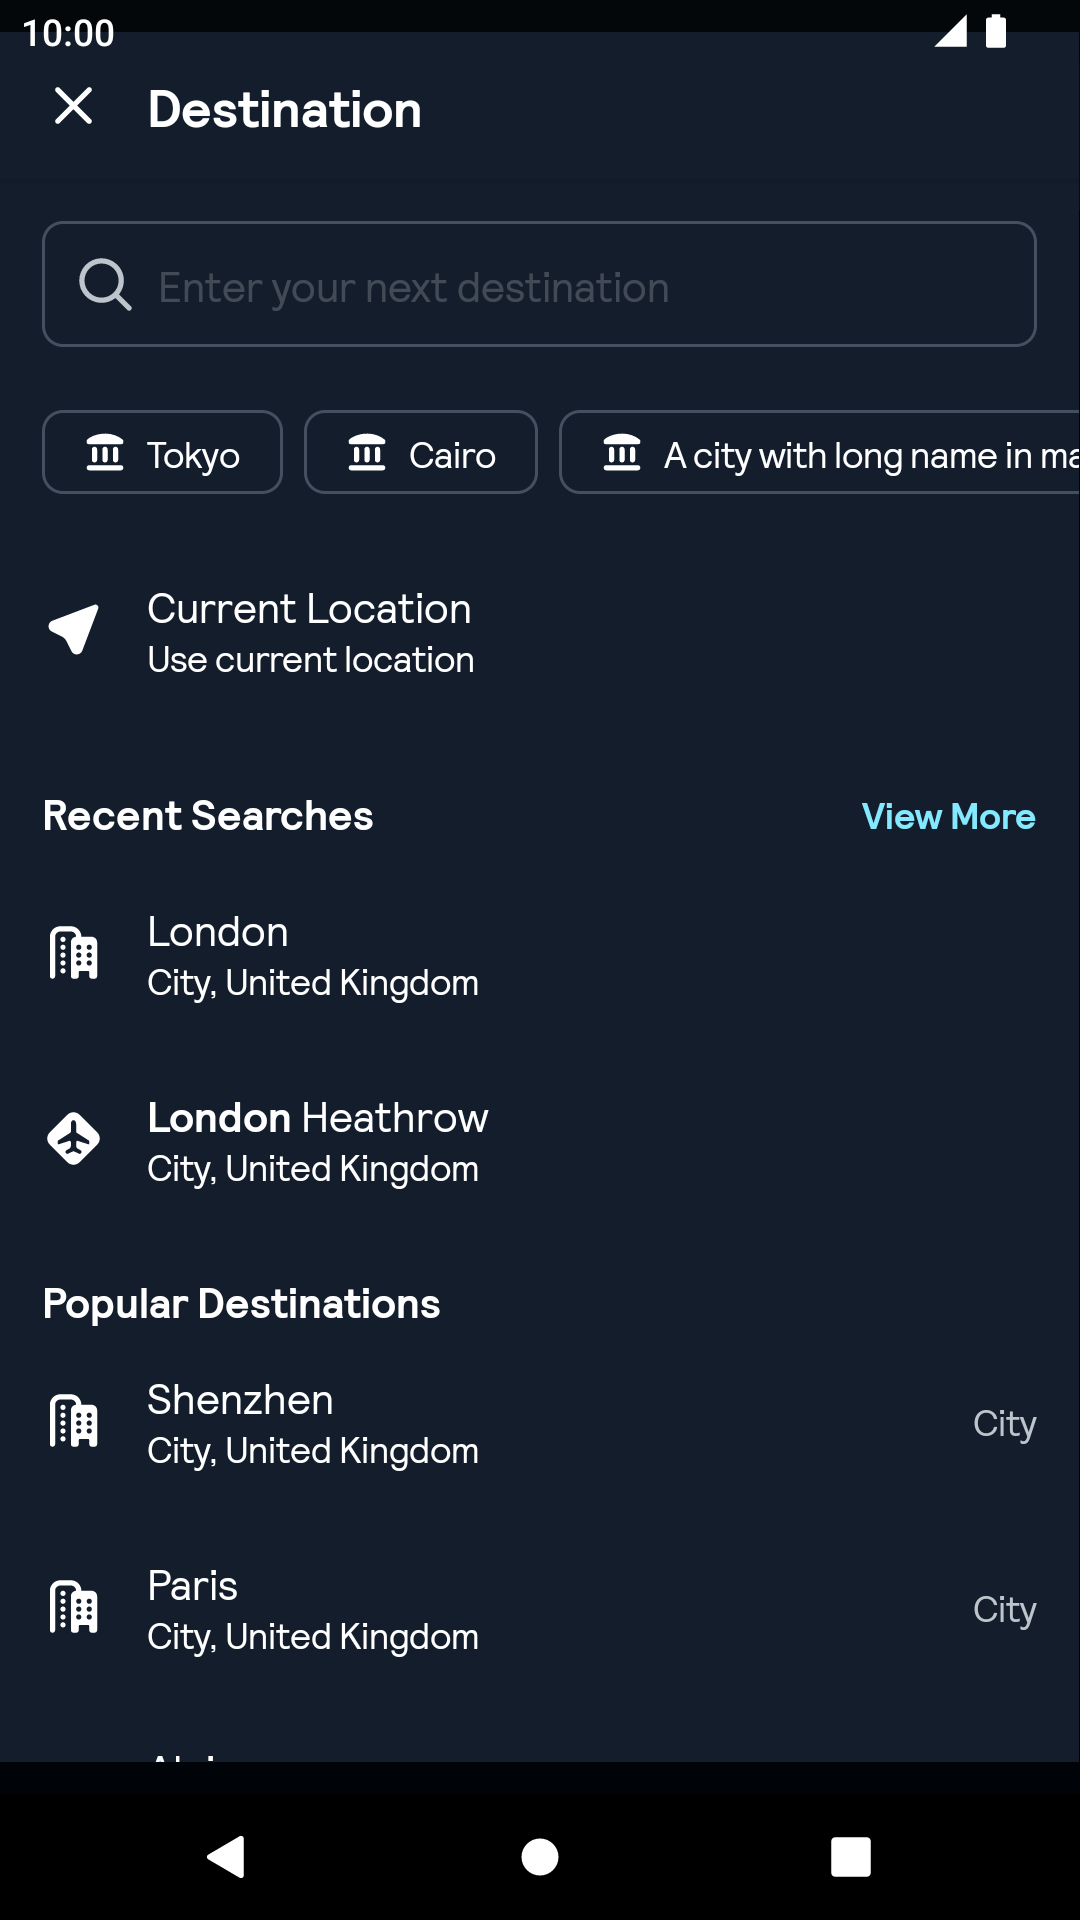 10:00
Destination
Enter your next destination
Tokyo
Cairo
A city with long name in
Current Location
Use current location
Recent Searches
View More
London
City, United Kingdom
London Heathrow
City, United Kingdom
Popular Destinations
Shenzhen
City, United Kingdom
City
Paris
City, United Kingdom
City